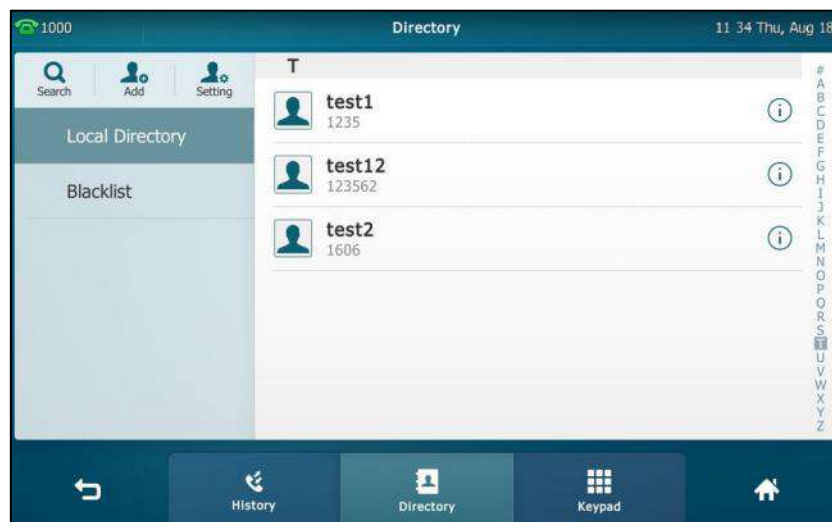 1000
Directory
11 34 Thu, Aug 18
Search
Add
Setting
Local Directory
Blacklist
T
test1
1235
test12
123562
test2
1606
#
A
B
C
D
E
F
G
H
I
J
K
L
M
N
O
P
Q
R
S
T
U
V
W
X
Y
Z
History
Directory
Keypad